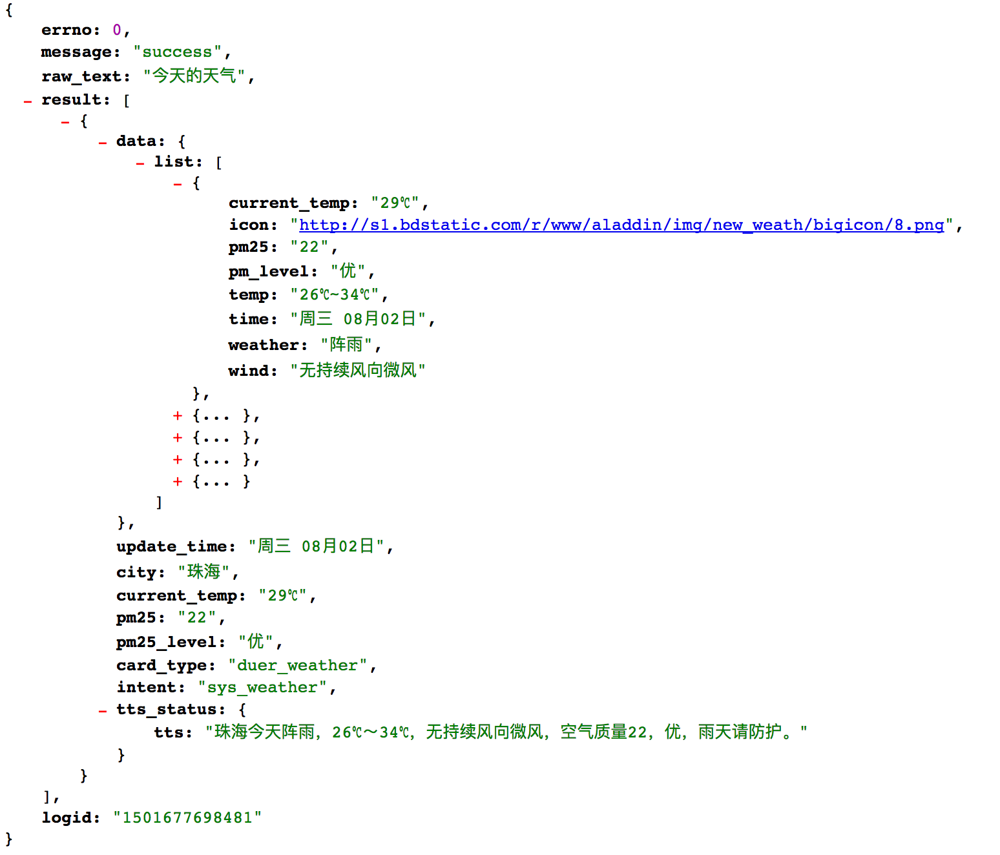 {
errno: 0,
message: "success",
raw_text: "今天的天气",
- result: [
- {
- data: {
- list: [
- {
current_temp: "29℃",
icon: "http://s1.bdstatic.com/r/www/aladdin/img/new_weath/bigicon/8.png",
pm25: "22",
pm_level: "优",
temp: "26℃~34℃",
time: "周三 08月02日",
weather: "阵雨",
wind: "无持续风向微风"
},
+ {... },
+ {... },
+ {... },
+ {... }
]
},
update_time: "周三 08月02日",
city: "珠海",
current_temp: "29℃",
pm25: "22",
pm25_level: "优",
card_type: "duer_weather",
intent: "sys_weather",
- tts_status: {
tts: "珠海今天阵雨，26℃～34℃，无持续风向微风，空气质量22，优，雨天请防护。"
}
}
],
logid: "1501677698481"
}